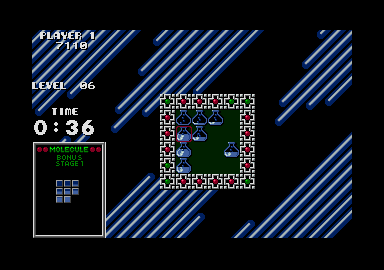 PLAYER 1
7110
LEVEL 06
TIME
0:36
MOLECULE
BONUS
STAGE 1